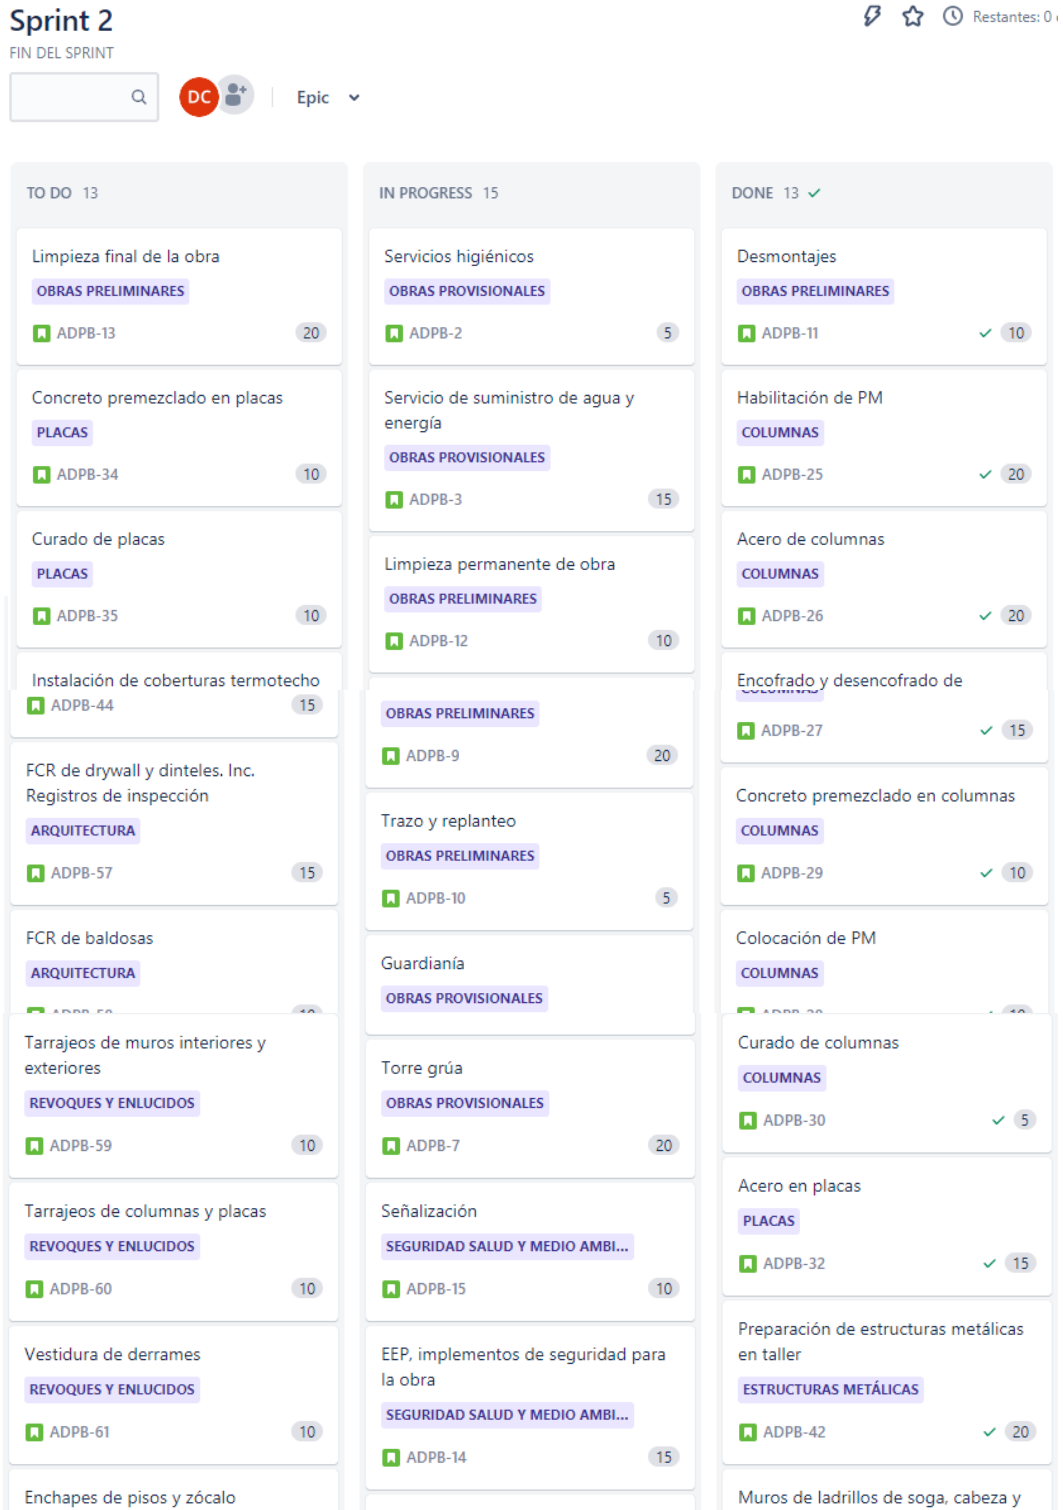 Sprint 2
Restantes: 0
FIN DEL SPRINT
DC
Epic
TO DO 13
Limpieza final de la obra
OBRAS PRELIMINARES
ADPB-13
20
Concreto premezclado en placas
PLACAS
ADPB-34
10
Curado de placas
PLACAS
ADPB-35
10
Instalación de coberturas termotecho
ADPB-44
15
FCR de drywall y dinteles. Inc.
Registros de inspección
ARQUITECTURA
ADPB-57
15
FCR de baldosas
ARQUITECTURA
Tarrajeos de muros interiores y
exteriores
REVOQUES Y ENLUCIDOS
ADPB-59
10
Tarrajeos de columnas y placas
REVOQUES Y ENLUCIDOS
ADPB-60
10
Vestidura de derrames
REVOQUES Y ENLUCIDOS
ADPB-61
10
Enchapes de pisos y zócalo
IN PROGRESS 15
Servicios higiénicos
OBRAS PROVISIONALES
ADPB-2
5
Servicio de suministro de agua y
energía
OBRAS PROVISIONALES
ADPB-3
15
Limpieza permanente de obra
OBRAS PRELIMINARES
ADPB-12
10
OBRAS PRELIMINARES
ADPB-9
20
Trazo y replanteo
OBRAS PRELIMINARES
ADPB-10
5
Guardianía
OBRAS PROVISIONALES
Torre grúa
OBRAS PROVISIONALES
ADPB-7
20
Señalización
SEGURIDAD SALUD Y MEDIO AMBI...
ADPB-15
10
EEP, implementos de seguridad para
la obra
SEGURIDAD SALUD Y MEDIO AMBI...
ADPB-14
15
DONE 13
Desmontajes
OBRAS PRELIMINARES
ADPB-11
10
Habilitación de PM
COLUMNAS
ADPB-25
20
Acero de columnas
COLUMNAS
ADPB-26
20
Encofrado y desencofrado de
ADPB-27
15
Concreto premezclado en columnas
COLUMNAS
ADPB-29
10
Colocación de PM
COLUMNAS
Curado de columnas
COLUMNAS
ADPB-30
5
Acero en placas
PLACAS
ADPB-32
15
Preparación de estructuras metálicas
en taller
ESTRUCTURAS METÁLICAS
ADPB-42
20
Muros de ladrillos de soga, cabeza y